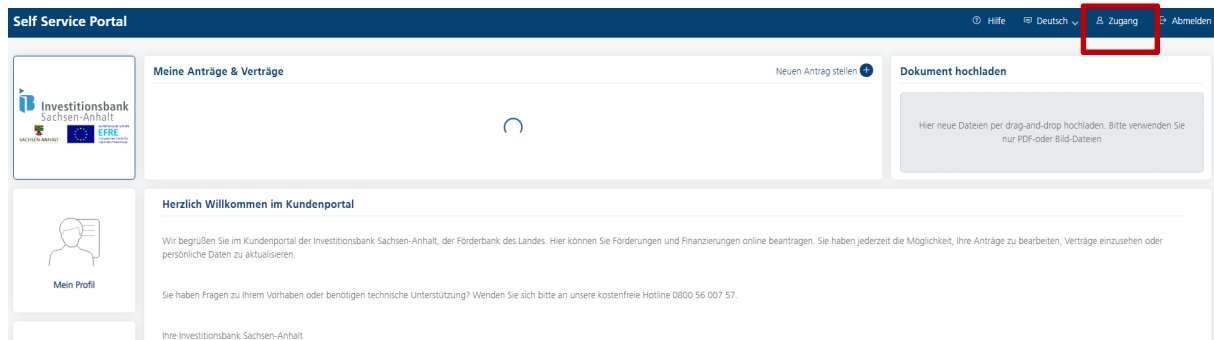 Self Service Portal
Hilfe
Deutsch
Zugang
Abmelden
Meine Anträge & Verträge
Neuen Antrag stellen
Dokument hochladen
Investitionsbank
Sachsen-Anhalt
SACHSEN-ANHALT
EFRE
Hier neue Dateien per drag-and-drop hochladen. Bitte verwenden Sie
nur PDF-oder Bild-Dateien
Herzlich Willkommen im Kundenportal
Wir begrüßen Sie im Kundenportal der Investitionsbank Sachsen-Anhalt, der Förderbank des Landes. Hier können Sie Förderungen und Finanzierungen online beantragen. Sie haben jederzeit die Möglichkeit, Ihre Anträge zu bearbeiten, Verträge einzusehen oder
persönliche Daten zu aktualisieren.
Mein Profil
Sie haben Fragen zu Ihrem Vorhaben oder benötigen technische Unterstützung? Wenden Sie sich bitte an unsere kostenfreie Hotline 0800 56 007 57.
Ihre Investitionsbank Sachsen-Anhalt